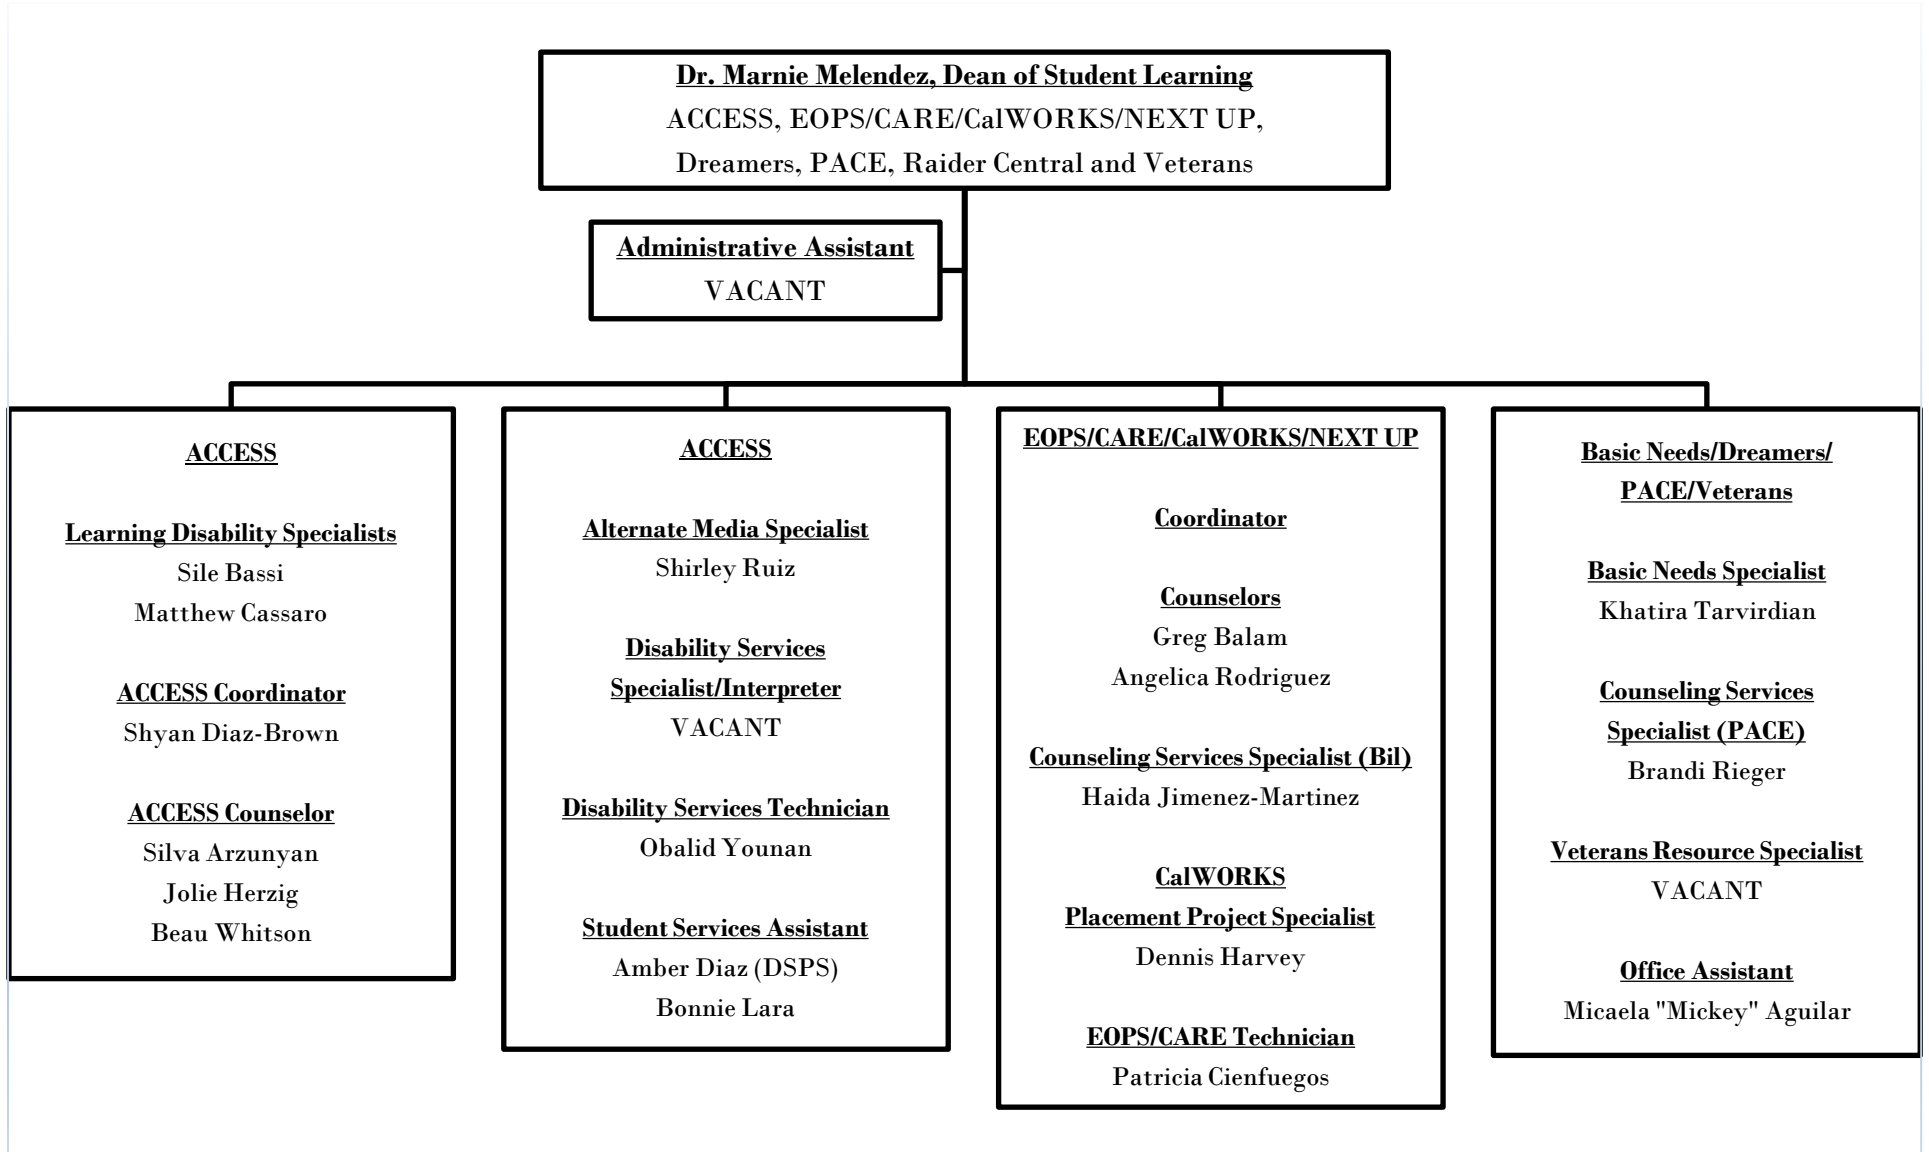 Dr. Marnie Melendez, Dean of Student Learning
ACCESS, EOPS/CARE/CalWORKS/NEXT UP,
Dreamers, PACE, Raider Central and Veterans
Administrative Assistant
VACANT
ACCESS
Learning Disability Specialists
Sile Bassi
Matthew Cassaro
ACCESS Coordinator
Shyan Diaz-Brown
ACCESS Counselor
Silva Arzunyan
Jolie Herzig
Beau Whitson
ACCESS
Alternate Media Specialist
Shirley Ruiz
Disability Services
Specialist/Interpreter
VACANT
Disability Services Technician
Obalid Younan
Student Services Assistant
Amber Diaz (DSPS)
Bonnie Lara
EOPS/CARE/CalWORKS/NEXT UP
Coordinator
Counselors
Greg Balam
Angelica Rodriguez
Counseling Services Specialist (Bil)
Haida Jimenez-Martinez
CalWORKS
Placement Project Specialist
Dennis Harvey
EOPS/CARE Technician
Patricia Cienfuegos
Basic Needs/Dreamers/
PACE/Veterans
Basic Needs Specialist
Khatira Tarvirdian
Counseling Services
Specialist (PACE)
Brandi Rieger
Veterans Resource Specialist
VACANT
Office Assistant
Micaela "Mickey" Aguilar